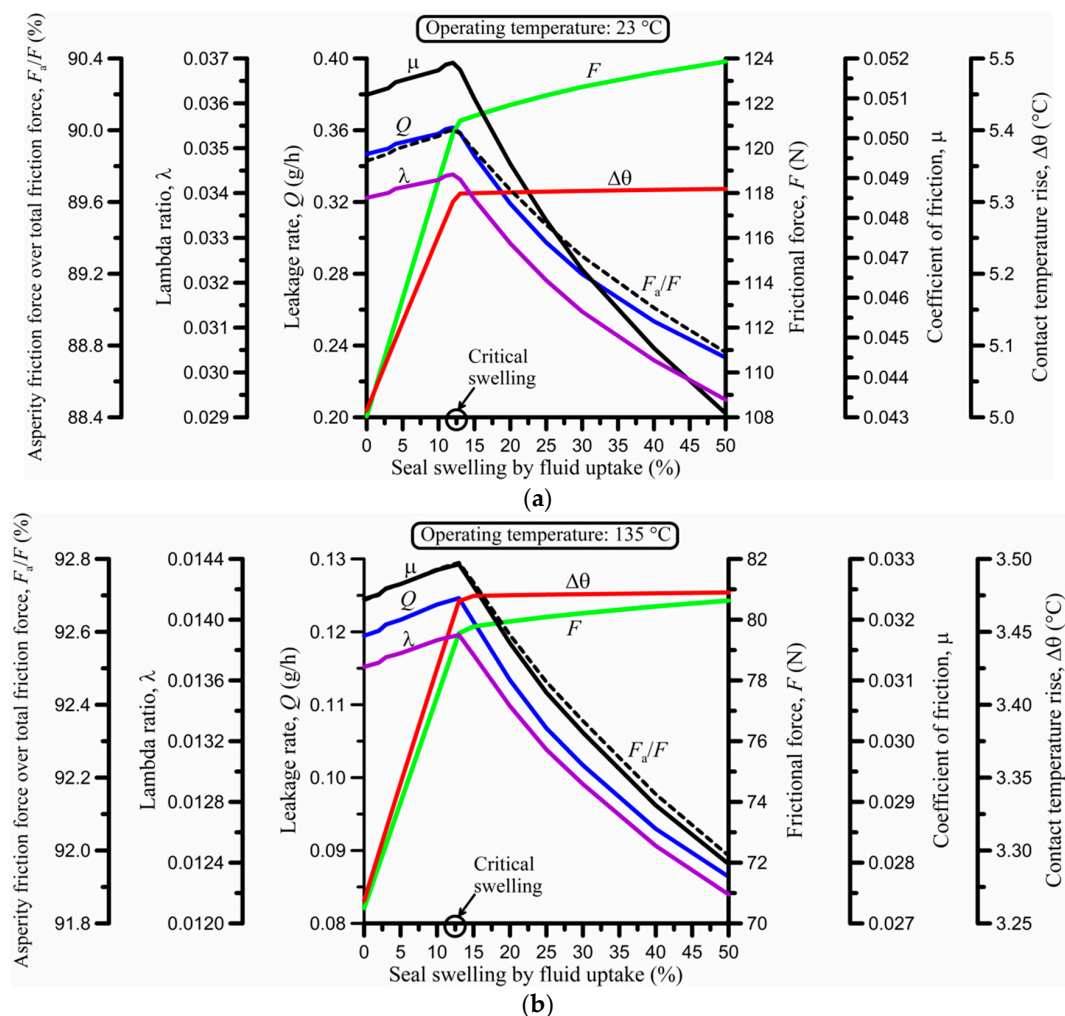 (a)
Operating temperature: 23 °C
Asperity friction force over total friction force, Fa/F (%)
90.4
90.0
89.6
89.2
88.8
88.4
Lambda ratio, λ
0.037
0.036
0.035
0.034
0.033
0.032
0.031
0.030
0.029
Leakage rate, Q (g/h)
0.40
0.36
0.32
0.28
0.24
0.20
μ
Q
λ
F
Δθ
Fa/F
Critical
swelling
0 5 10 15 20 25 30 35 40 45 50
Seal swelling by fluid uptake (%)
Frictional force, F (N)
124
122
120
118
116
114
112
110
108
Coefficient of friction, μ
0.052
0.051
0.050
0.049
0.048
0.047
0.046
0.045
0.044
0.043
Contact temperature rise, Δθ (°C)
5.5
5.4
5.3
5.2
5.1
5.0
(a)
Operating temperature: 135 °C
Asperity friction force over total friction force, Fa/F (%)
92.8
92.6
92.4
92.2
92.0
91.8
Lambda ratio, λ
0.0144
0.0140
0.0136
0.0132
0.0128
0.0124
0.0120
Leakage rate, Q (g/h)
0.13
0.12
0.11
0.10
0.09
0.08
μ
Q
λ
Δθ
F
Fa/F
Critical
swelling
0 5 10 15 20 25 30 35 40 45 50
Seal swelling by fluid uptake (%)
Frictional force, F (N)
82
80
78
76
74
72
70
Coefficient of friction, μ
0.033
0.032
0.031
0.030
0.029
0.028
0.027
Contact temperature rise, Δθ (°C)
3.50
3.45
3.40
3.35
3.30
3.25
(b)